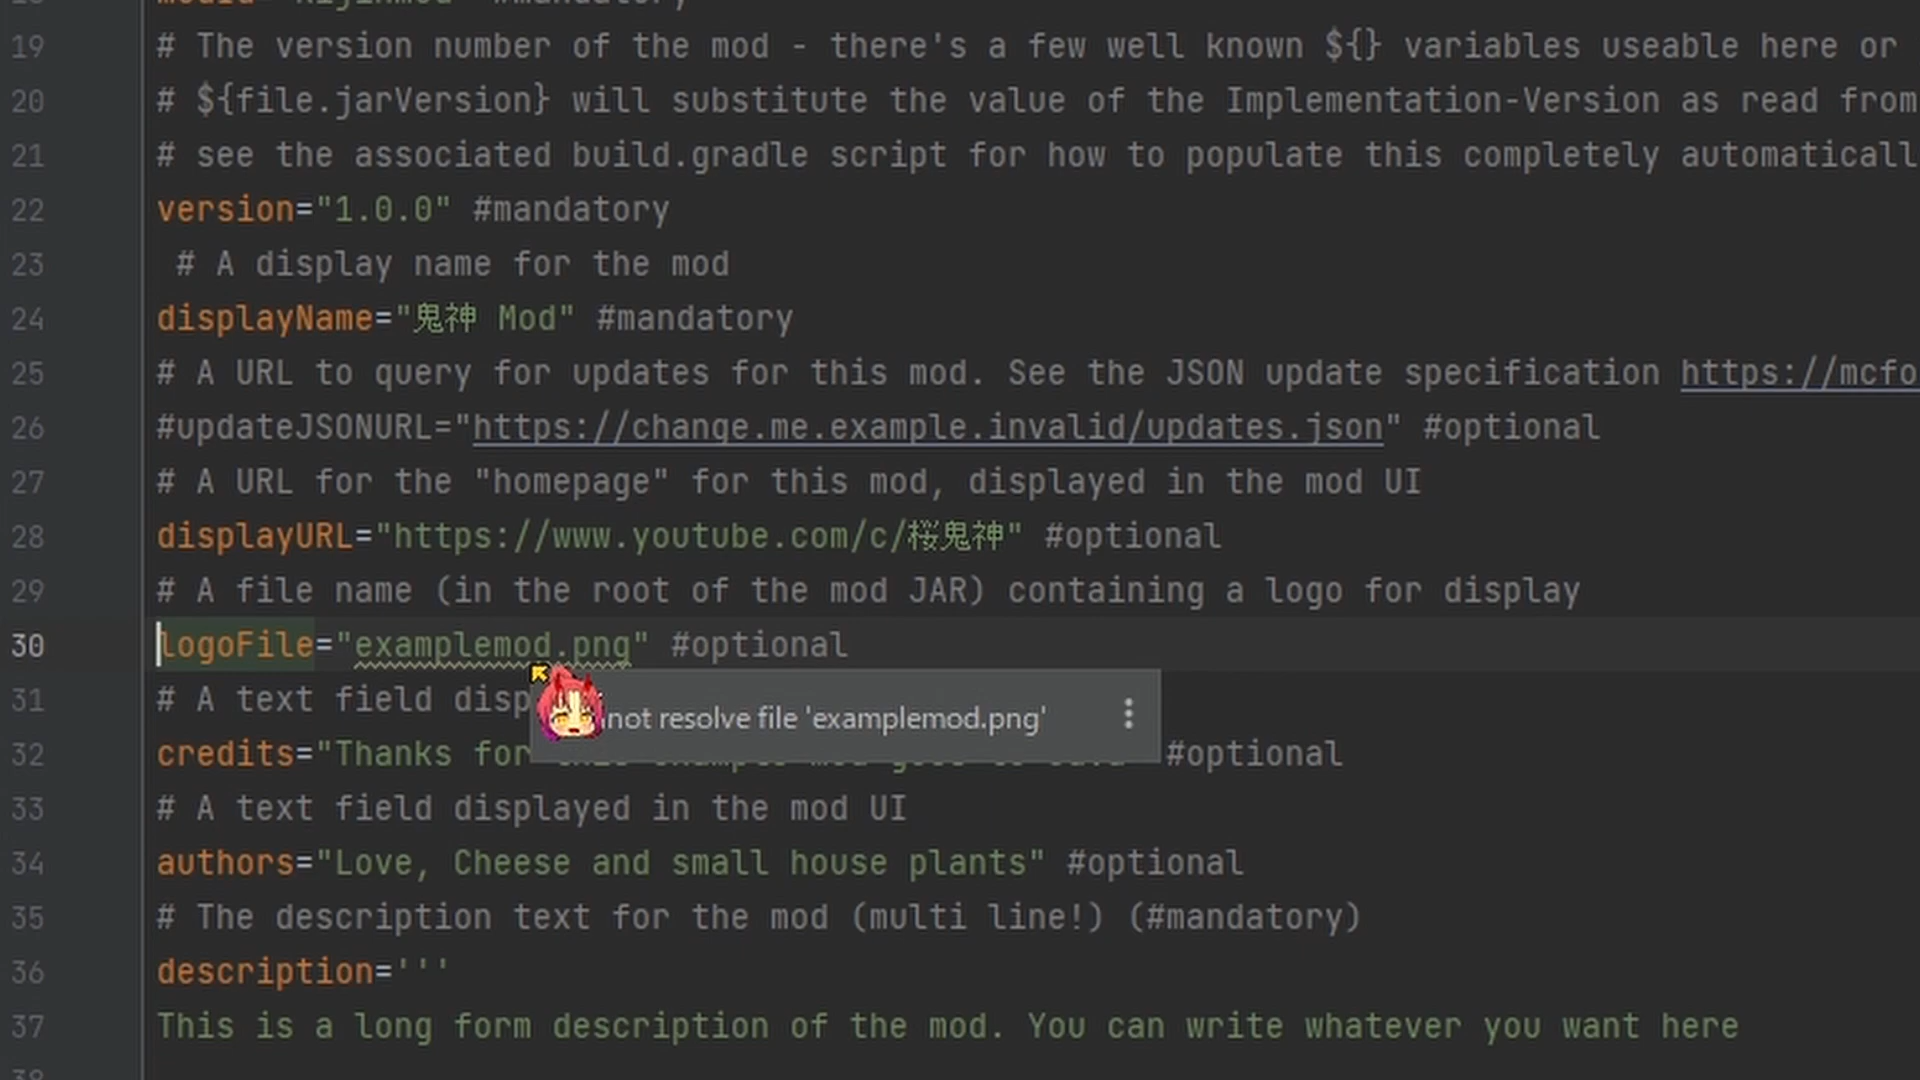 19 # The version number of the mod - there's a few well known ${} variables useable here or
20 # ${file.jarVersion} will substitute the value of the Implementation-Version as read from
21 # see the associated build.gradle script for how to populate this completely automaticall
22 version="1.0.0" #mandatory
23 # A display name for the mod
24 displayName="鬼神 Mod" #mandatory
25 # A URL to query for updates for this mod. See the JSON update specification https://mcfo
26 #updateJSONURL="https://change.me.example.invalid/updates.json" #optional
27 # A URL for the "homepage" for this mod, displayed in the mod UI
28 displayURL="https://www.youtube.com/c/桜鬼神" #optional
29 # A file name (in the root of the mod JAR) containing a logo for display
30 logoFile="examplemod.png" #optional
31 # A text field disp
not resolve file 'examplemod.png'
32 credits="Thanks for #optional
33 # A text field displayed in the mod UI
34 authors="Love, Cheese and small house plants" #optional
35 # The description text for the mod (multi line!) (#mandatory)
36 description='''
37 This is a long form description of the mod. You can write whatever you want here